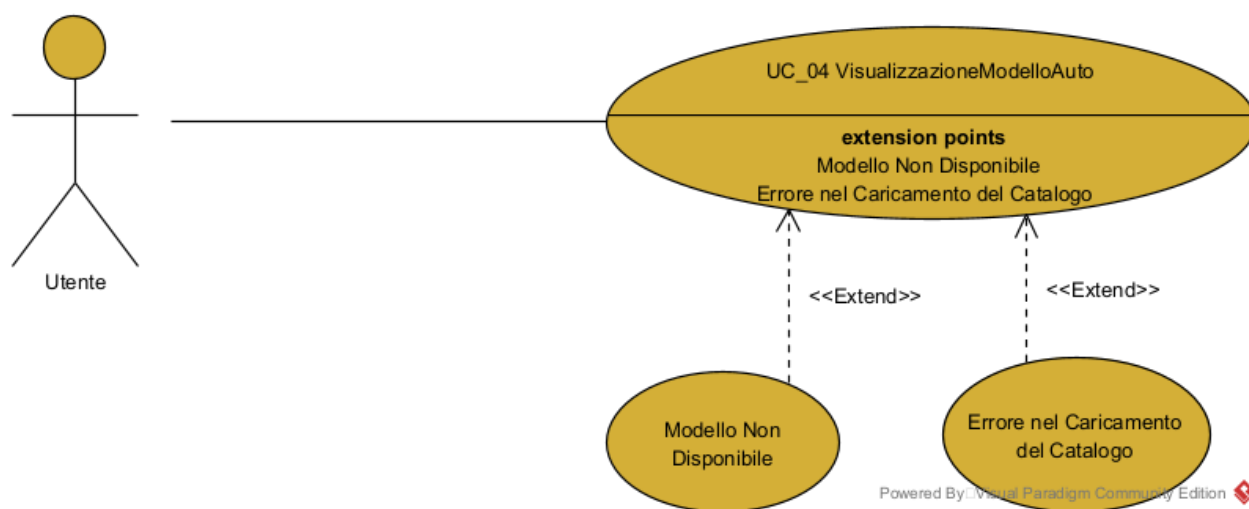 UC_04 VisualizzazioneModelloAuto
extension points
Modello Non Disponibile
Errore nel Caricamento del Catalogo
Utente
<<Extend>>
<<Extend>>
Modello Non
Disponibile
Errore nel Caricamento
del Catalogo
Powered By Visual Paradigm Community Edition